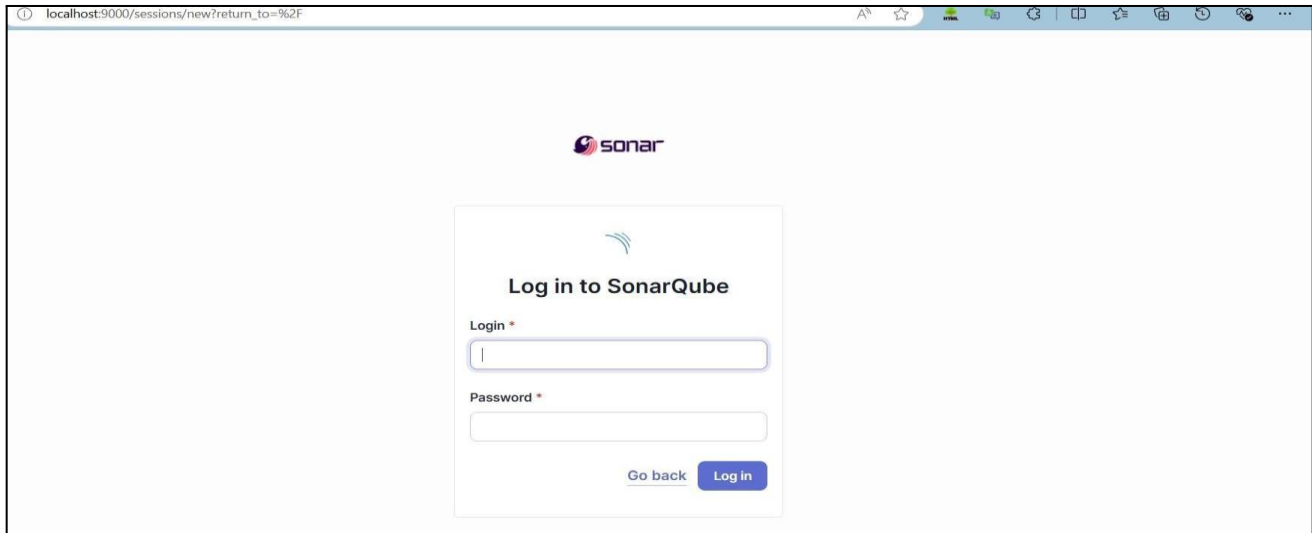 localhost:9000/sessions/new?return_to=%2F
sonar
Log in to SonarQube
Login *
Password *
Go back Log in